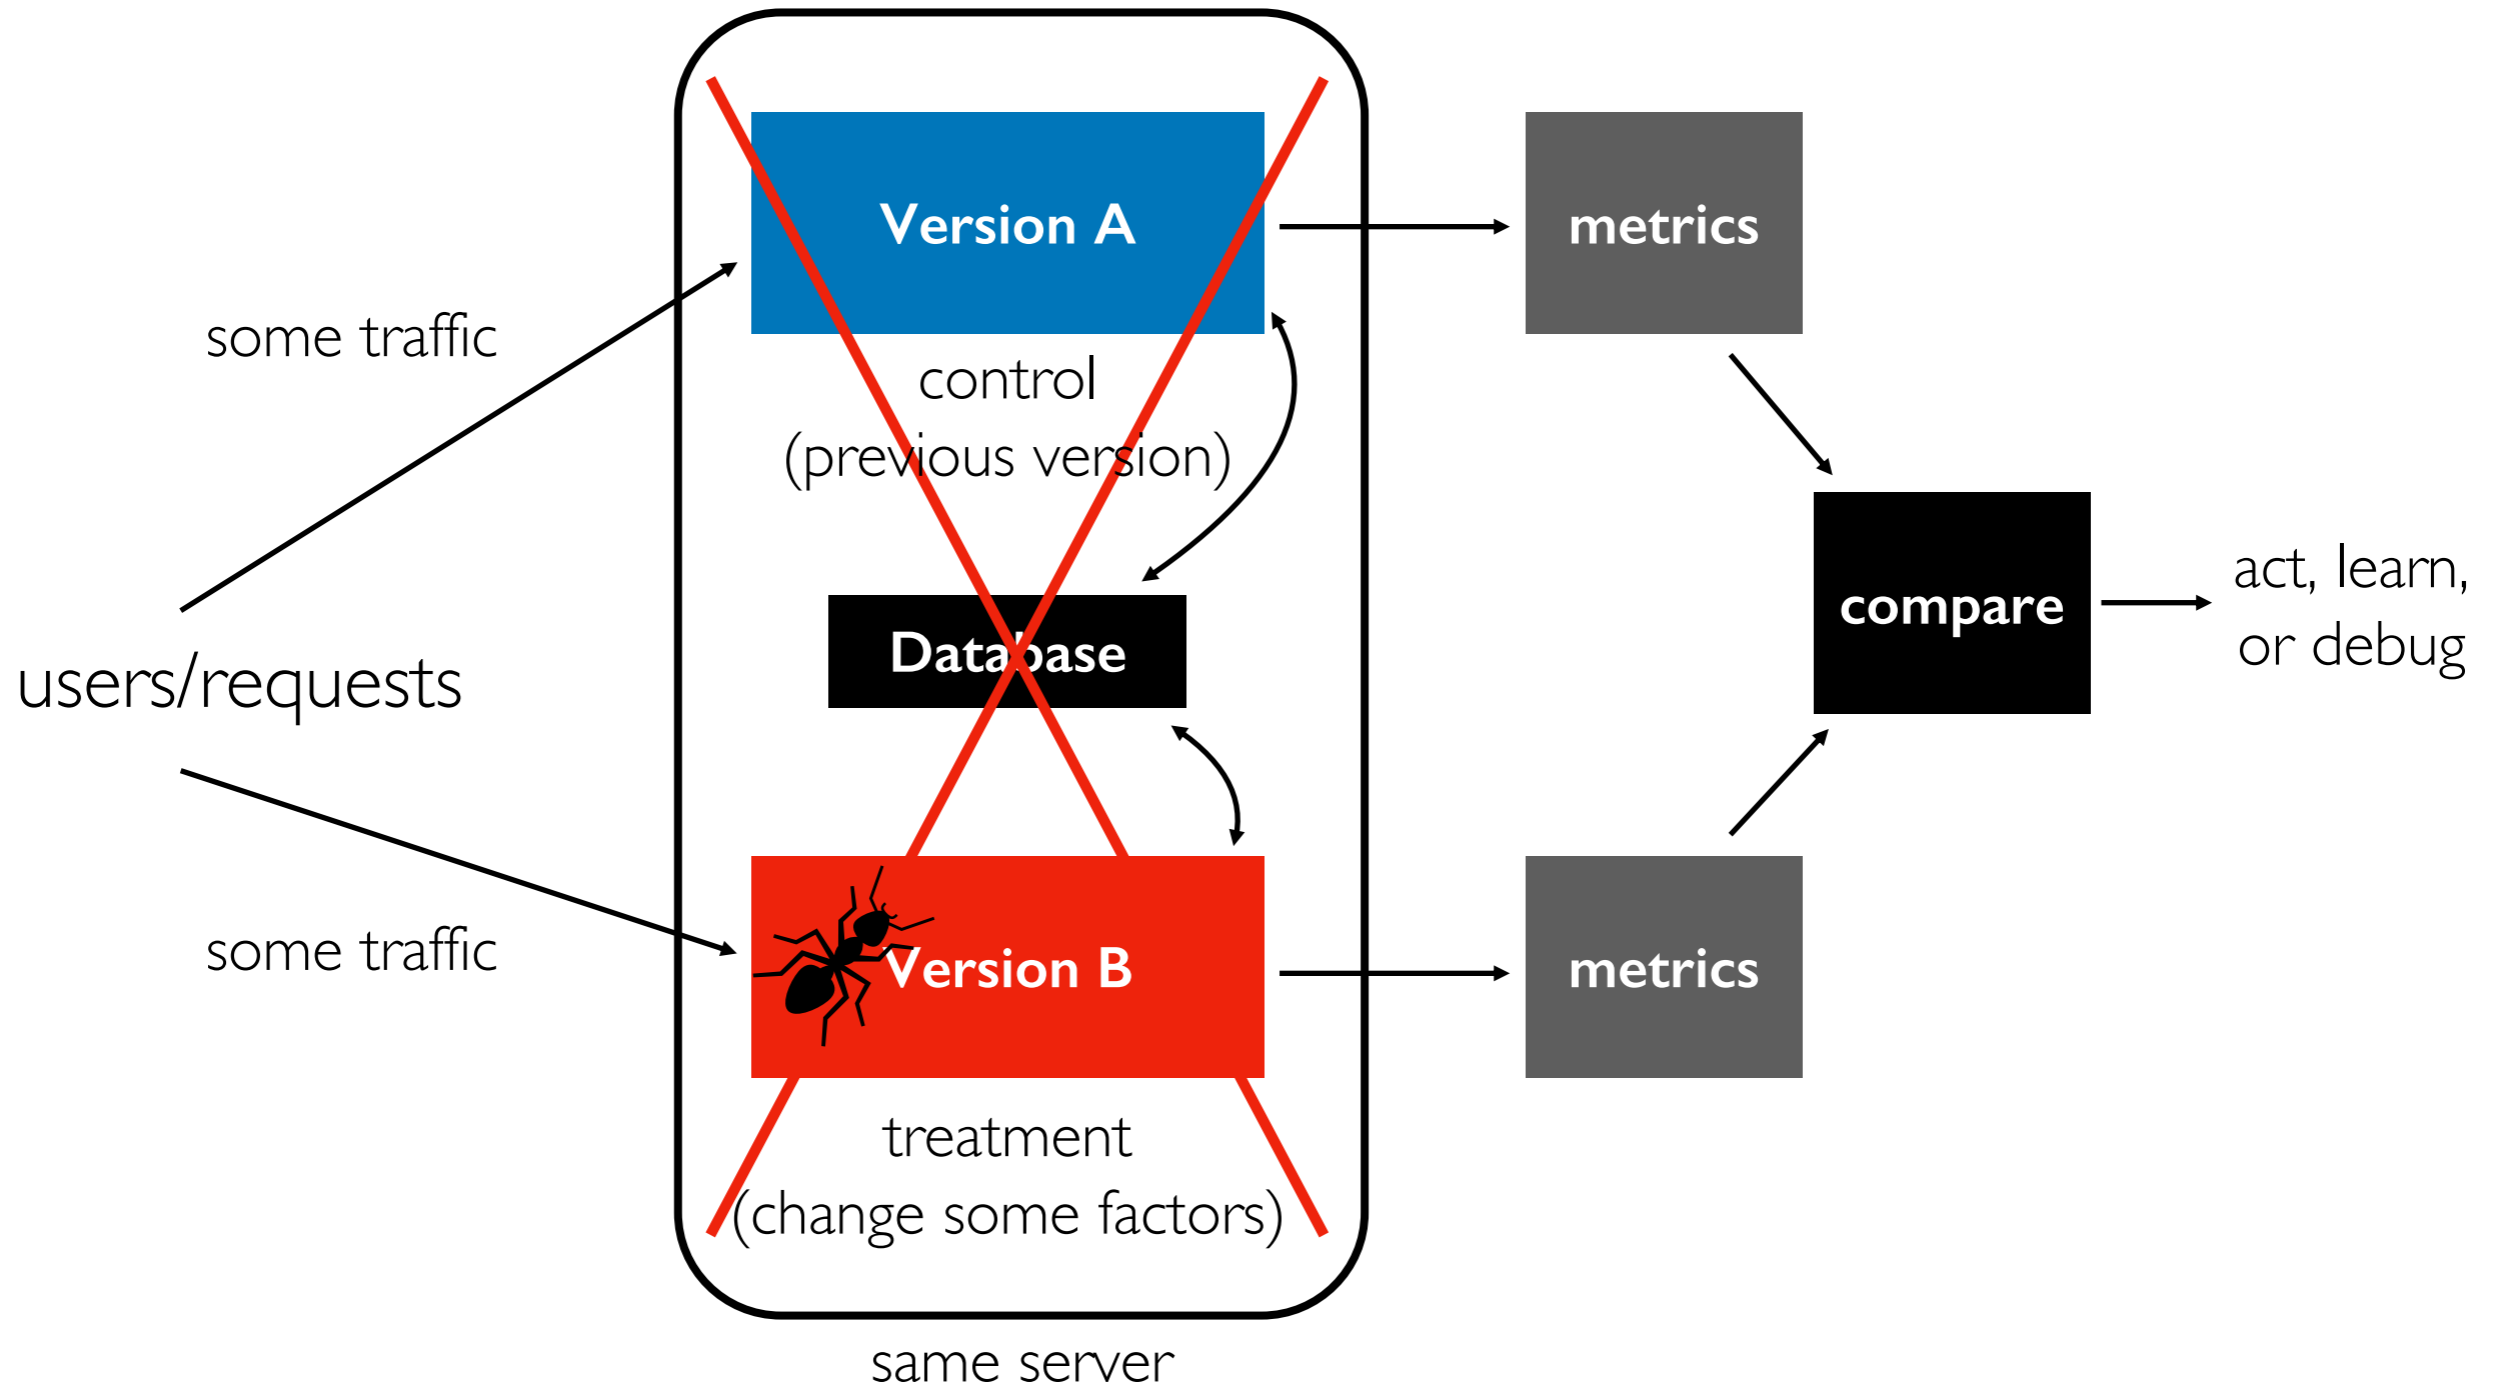 Version A
metrics
some traffic
control
(previous version)
act, learn,
or debug
compare
Database
users/requests
some traffic
Version B
metrics
treatment
(change some factors)
same server